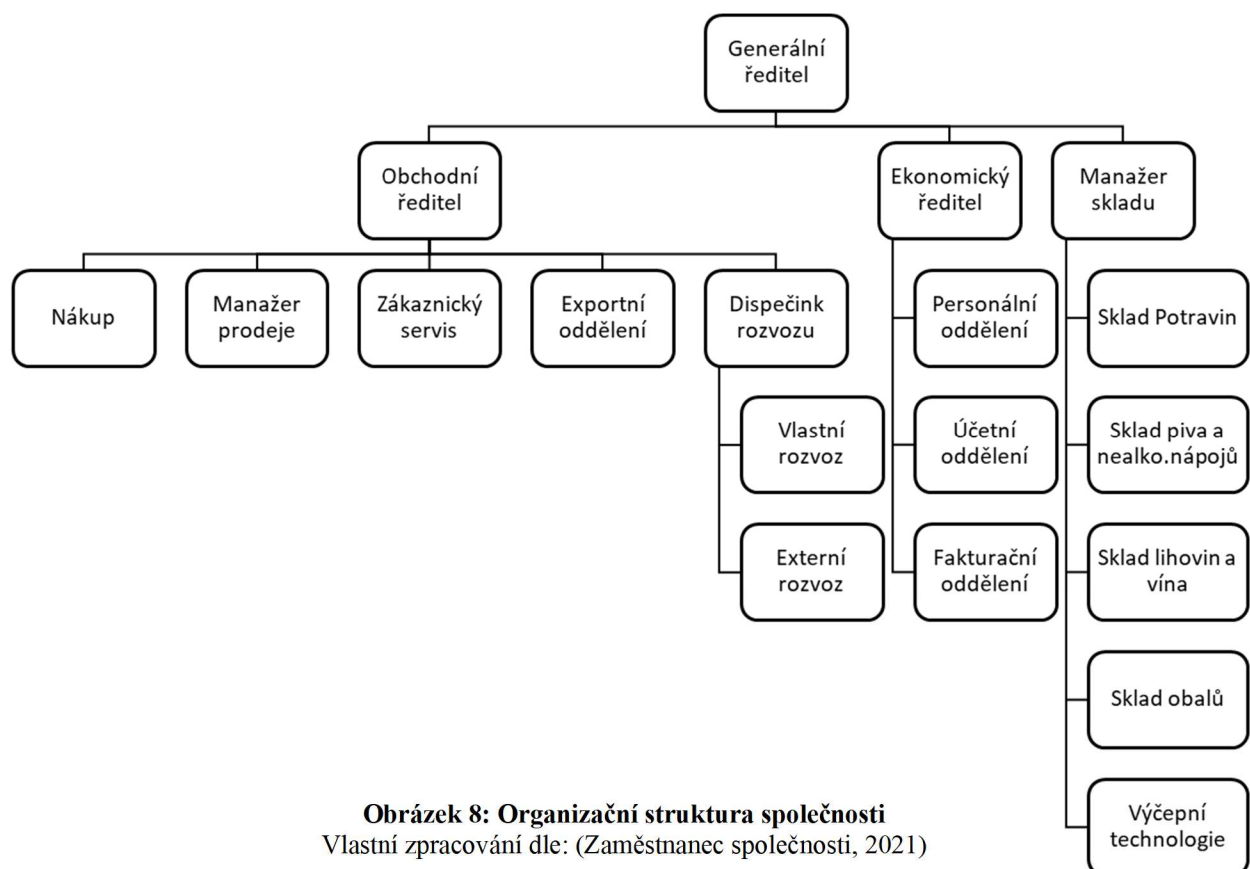 Generální
ředitel
Obchodní
ředitel
Ekonomický
ředitel
Manažer
skladu
Nákup
Manažer
prodeje
Zákaznický
servis
Exportní
oddělení
Dispečink
rozvozu
Personální
oddělení
Sklad Potravin
Vlastní
rozvoz
Účetní
oddělení
Sklad piva a
nealko.nápojů
Externí
rozvoz
Fakturační
oddělení
Sklad lihovin a
vína
Sklad obalů
Výčepní
technologie
Obrázek 8: Organizační struktura společnosti
Vlastní zpracování dle: (Zaměstnanec společnosti, 2021)